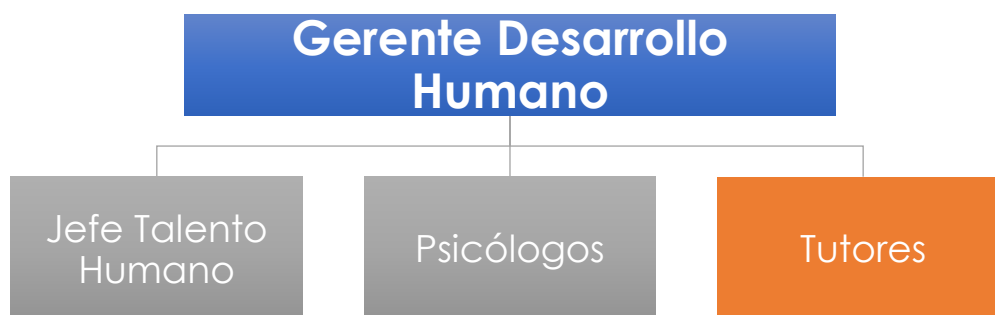 Gerente Desarrollo
Humano
Jefe Talento
Humano
Psicólogos
Tutores